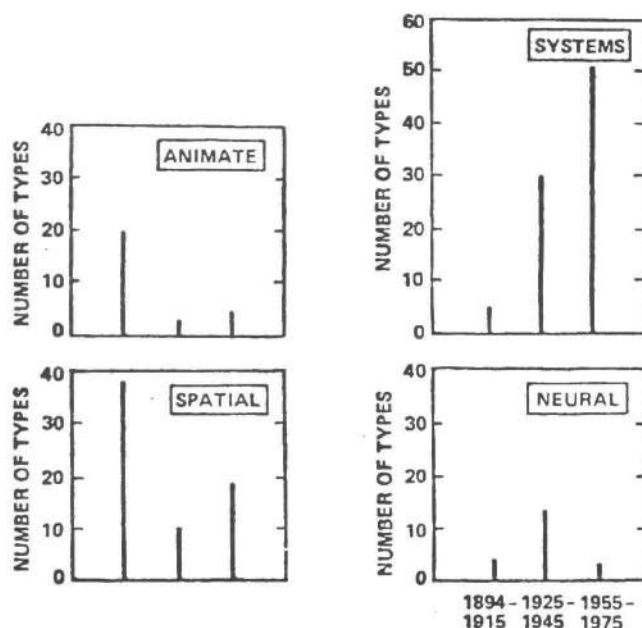 NUMBER OF TYPES
40
30
20
10
0
ANIMATE
NUMBER OF TYPES
60
50
40
30
20
10
0
SYSTEMS
NUMBER OF TYPES
40
30
20
10
0
SPATIAL
NUMBER OF TYPES
40
30
20
10
0
NEURAL
1894- 1925- 1955-
1915 1945 1975